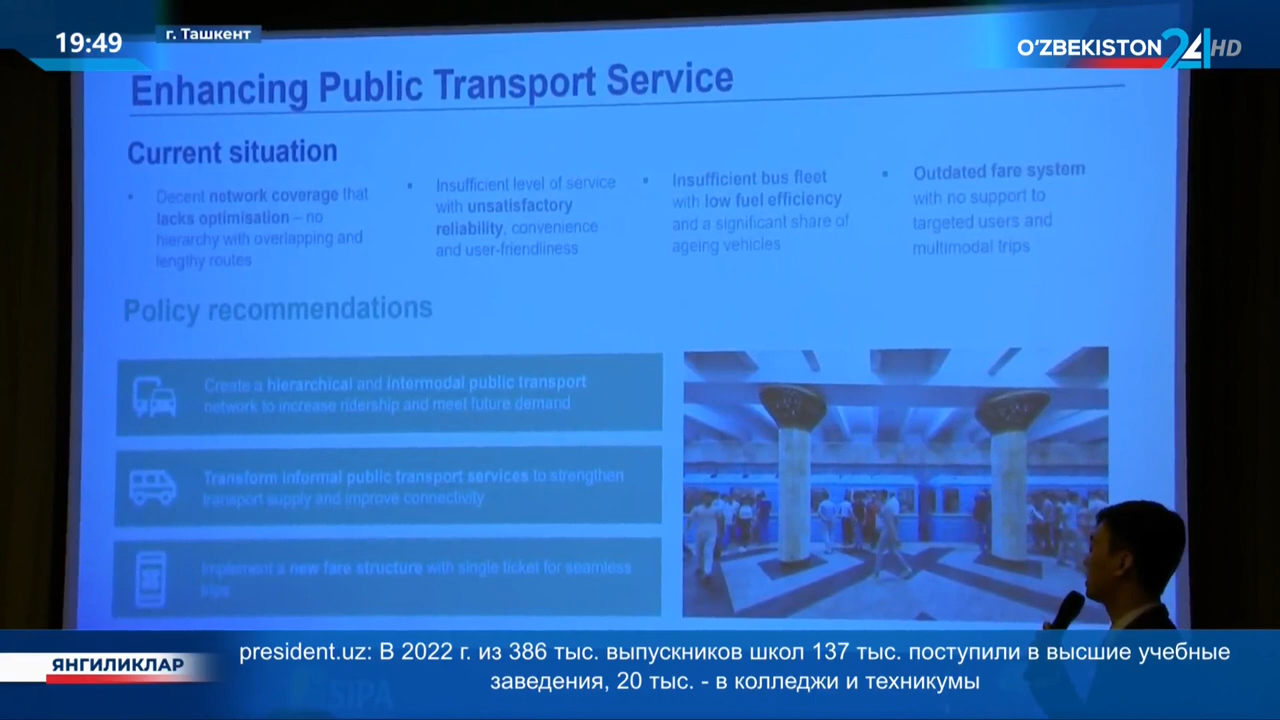 19:49
г. Ташкент
O'ZBEKISTON 24 HD
Enhancing Public Transport Service
Current situation
Decent network coverage that
lacks optimisation – no
hierarchy with overlapping and
lengthy routes
Insufficient level of service
with unsatisfactory
reliability, convenience
and user-friendliness
Insufficient bus fleet
with low fuel efficiency
and a significant share of
ageing vehicles
Outdated fare system
with no support to
targeted users and
multimodal trips
Policy recommendations
Create a hierarchical and intermodal public transport
network to increase ridership and meet future demand
Transform informal public transport services to strengthen
transport supply and improve connectivity
Implement a new fare structure with single ticket for seamless
trips
ЯНГИЛИКЛАР
president.uz: В 2022 г. из 386 тыс. выпускников школ 137 тыс. поступили в высшие учебные
заведения, 20 тыс. - в колледжи и техникумы
SIPA